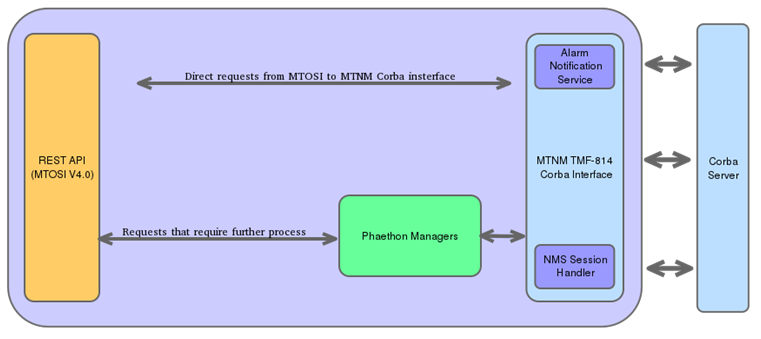 Alarm
Notification
Service
Direct requests from MTOSI to MTNM Corba insterface
REST API
(MTOSI V4.0)
MTNM TMF-814
Corba Interface
Corba
Server
Requests that require further process
Phaethon Managers
NMS Session
Handler